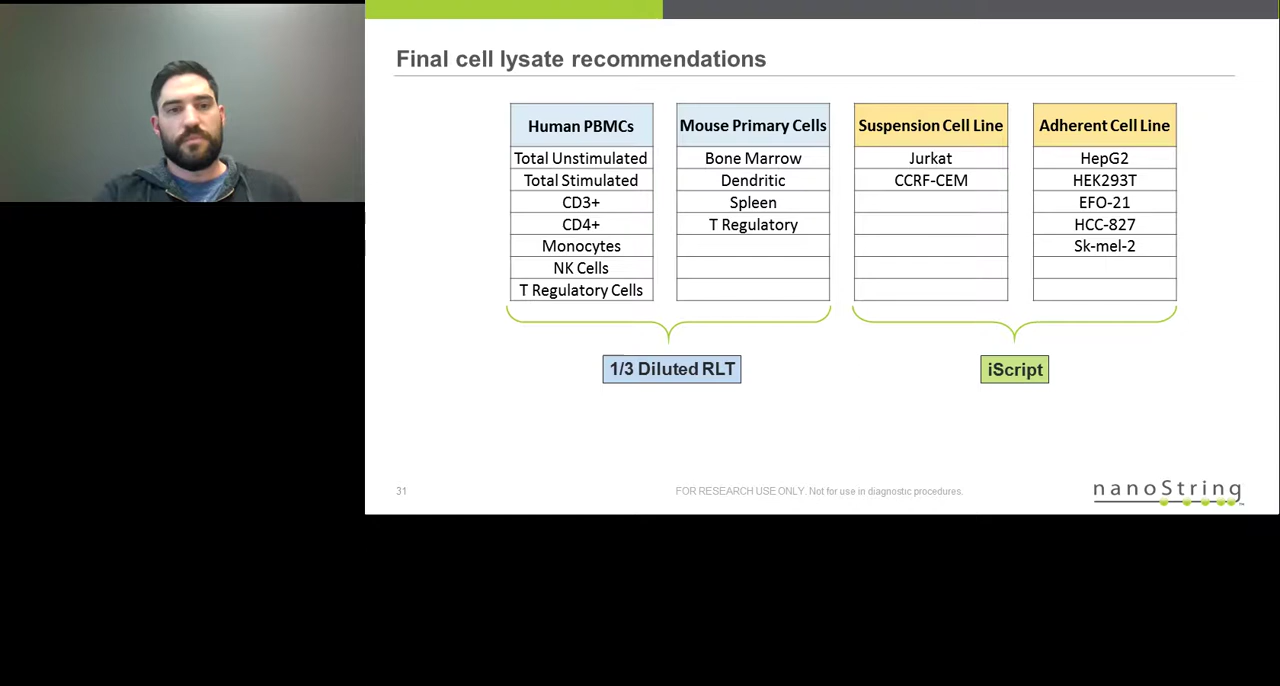 Final cell lysate recommendations
Human PBMCs
Total Unstimulated
Total Stimulated
CD3+
CD4+
Monocytes
NK Cells
T Regulatory Cells
Mouse Primary Cells
Bone Marrow
Dendritic
Spleen
T Regulatory
Suspension Cell Line
Jurkat
CCRF-CEM
Adherent Cell Line
HepG2
HEK293T
EFO-21
HCC-827
Sk-mel-2
1/3 Diluted RLT
iScript
31
FOR RESEARCH USE ONLY. Not for use in diagnostic procedures.
nanoString™